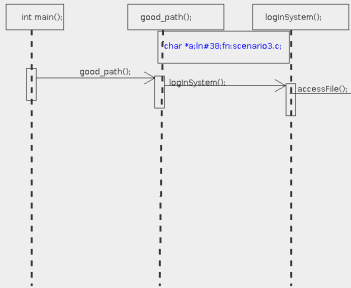 int main();
good_path();
logInSystem();
char *a;ln#38;fn:scenario3.c;
good_path();
logInSystem();
accessFile();